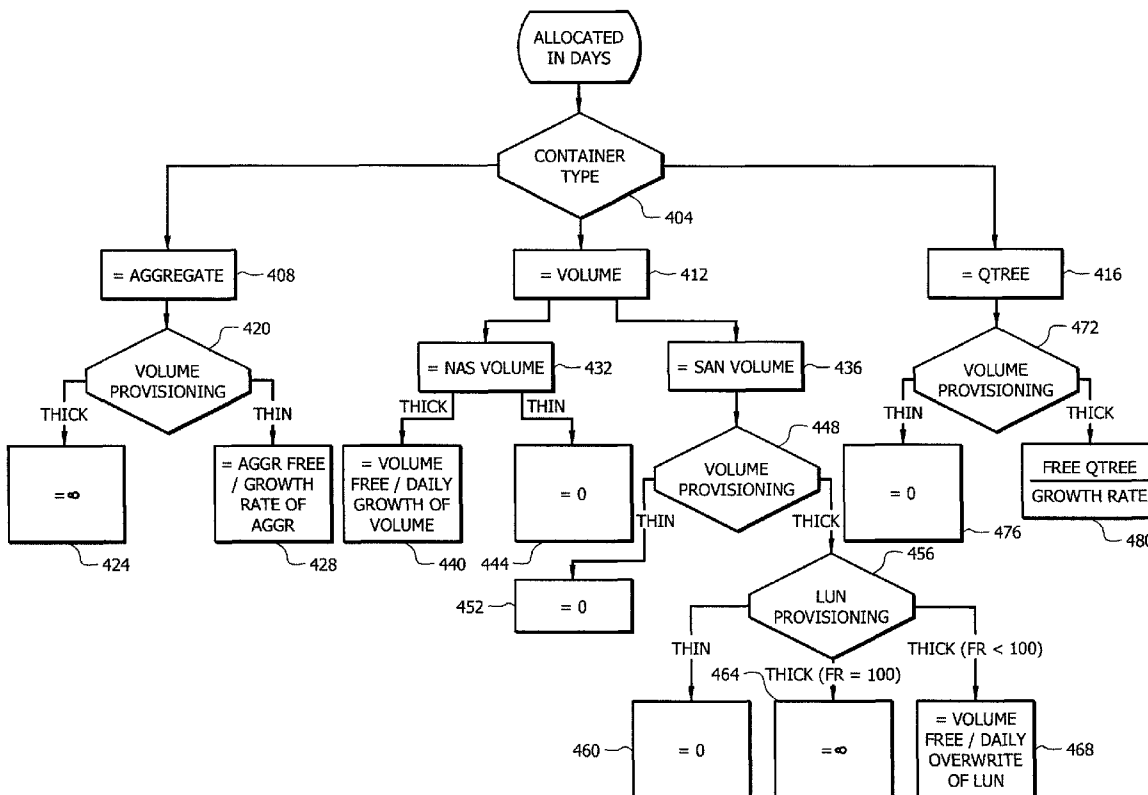 ALLOCATED
IN DAYS
CONTAINER
TYPE
404
= AGGREGATE
408
= VOLUME
412
= QTREE
416
420
VOLUME
PROVISIONING
THICK
THIN
= NAS VOLUME
432
= SAN VOLUME
436
472
VOLUME
PROVISIONING
THIN
THICK
THICK
THIN
448
VOLUME
PROVISIONING
THIN
THICK
= ∞
424
= AGGR FREE
/ GROWTH
RATE OF
AGGR
428
= VOLUME
FREE / DAILY
GROWTH OF
VOLUME
440
= 0
444
= 0
476
FREE QTREE
GROWTH RATE
480
452
= 0
456
LUN
PROVISIONING
THIN
THICK (FR = 100)
THICK (FR < 100)
464
460
= 0
= ∞
= VOLUME
FREE / DAILY
OVERWRITE
OF LUN
468